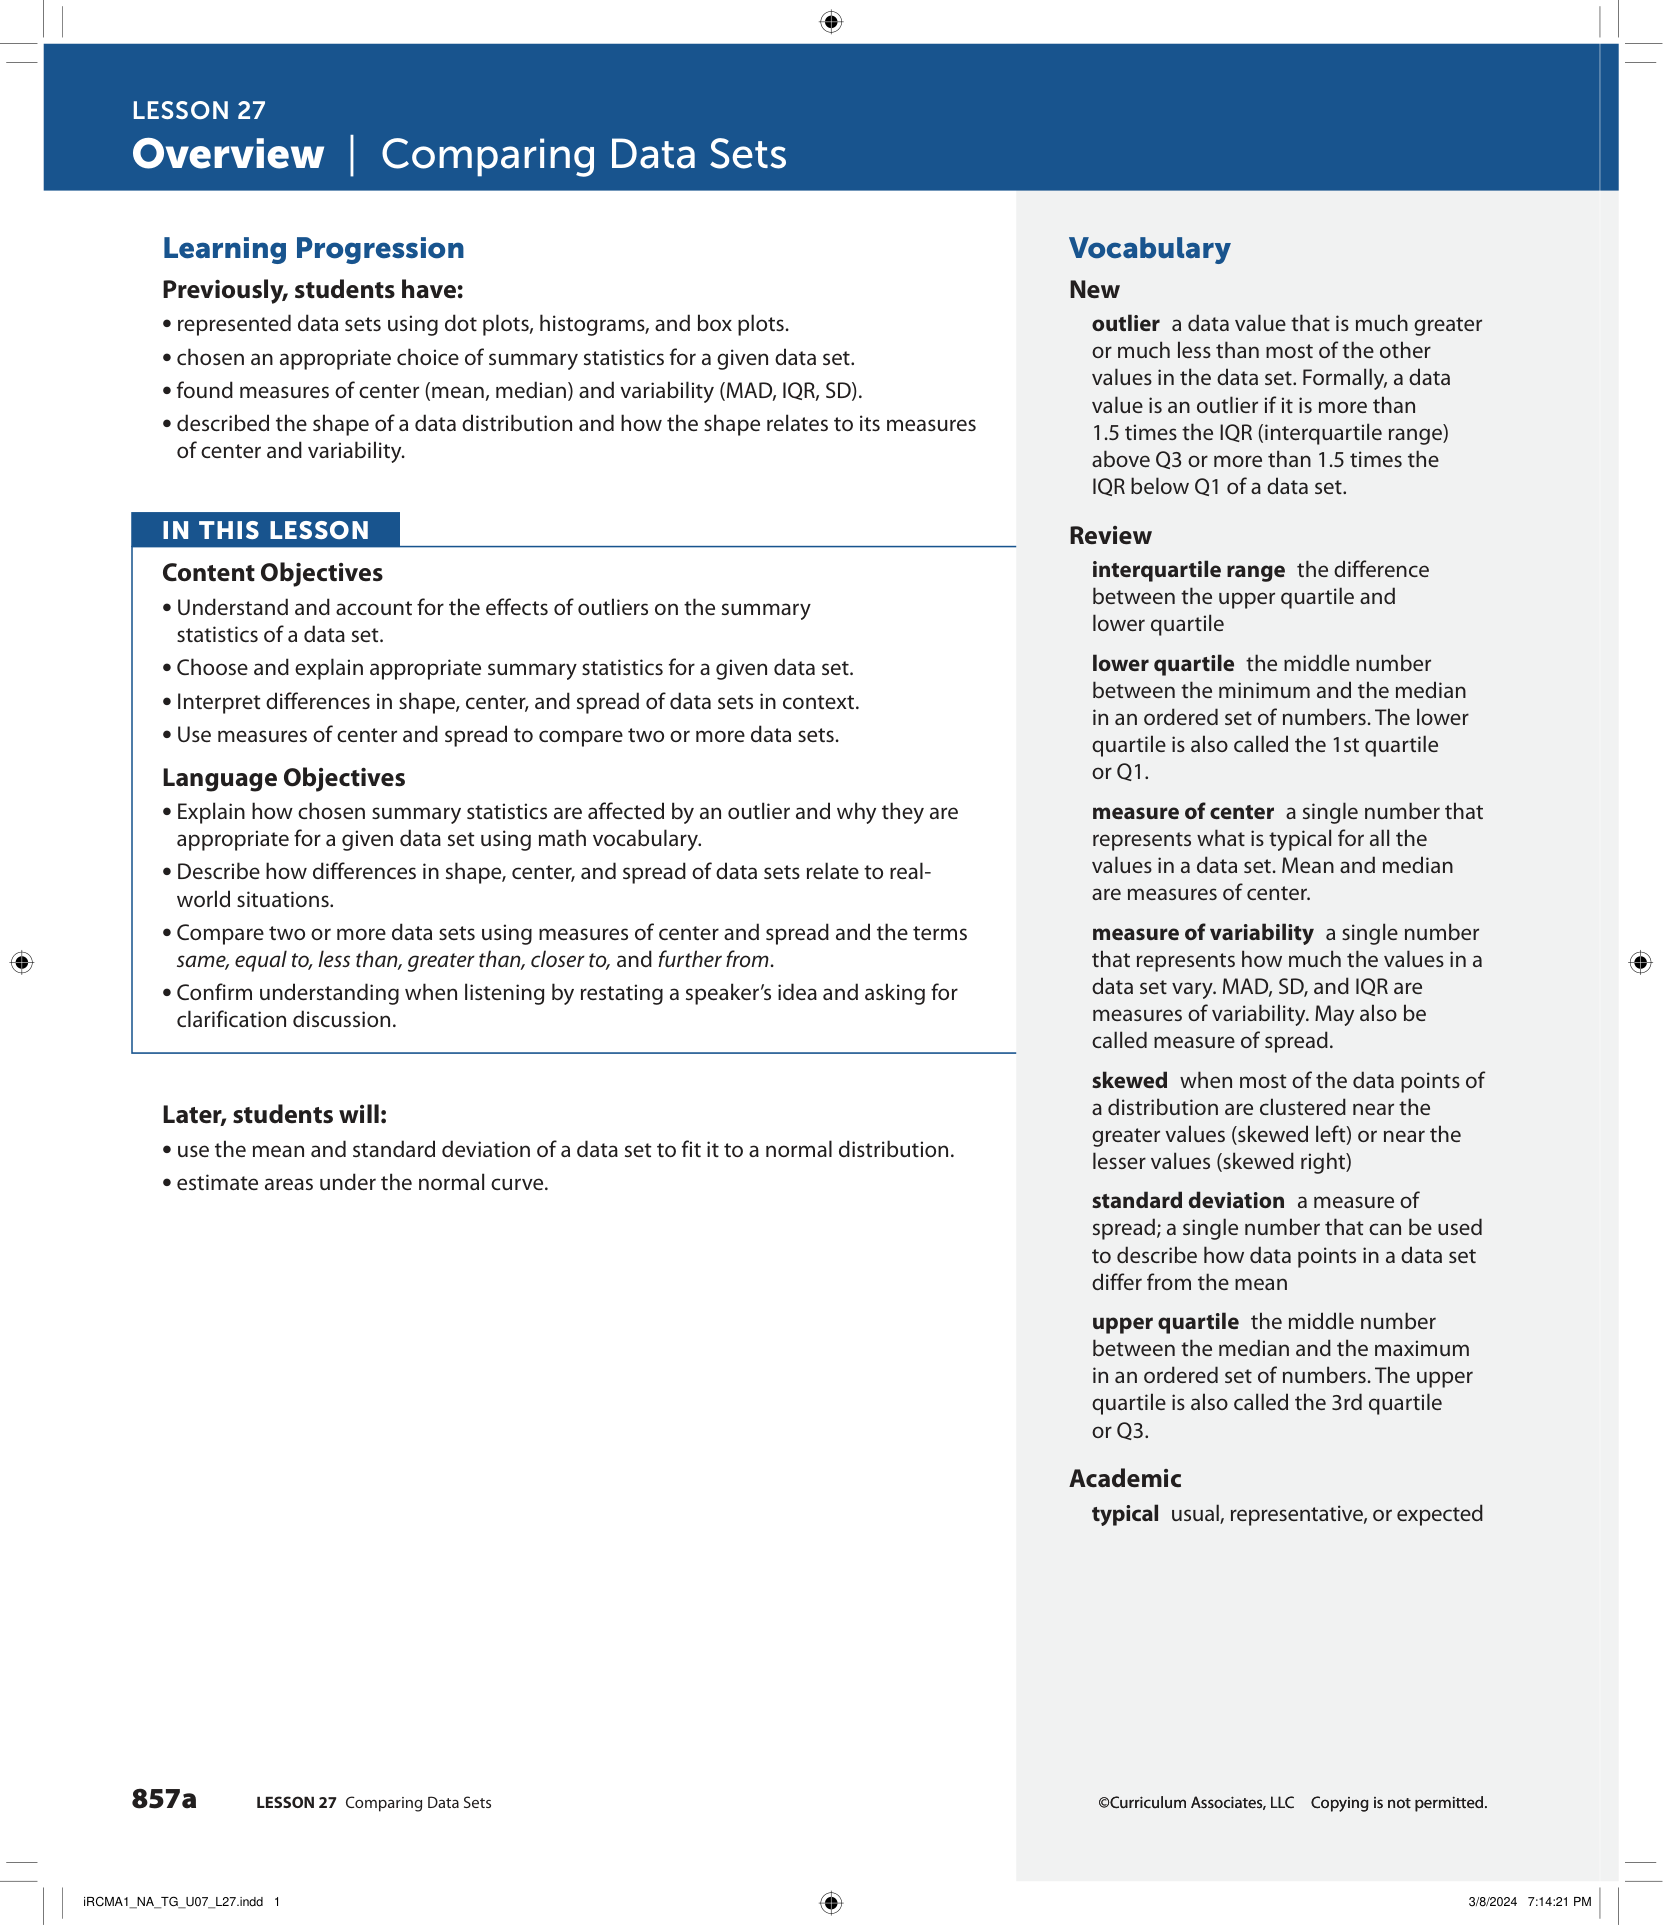 LESSON 27
Overview | Comparing Data Sets
Learning Progression
Previously, students have:
• represented data sets using dot plots, histograms, and box plots.
• chosen an appropriate choice of summary statistics for a given data set.
• found measures of center (mean, median) and variability (MAD, IQR, SD).
• described the shape of a data distribution and how the shape relates to its measures
of center and variability.
IN THIS LESSON
Content Objectives
• Understand and account for the effects of outliers on the summary
statistics of a data set.
• Choose and explain appropriate summary statistics for a given data set.
• Interpret differences in shape, center, and spread of data sets in context.
• Use measures of center and spread to compare two or more data sets.
Language Objectives
• Explain how chosen summary statistics are affected by an outlier and why they are
appropriate for a given data set using math vocabulary.
• Describe how differences in shape, center, and spread of data sets relate to real-
world situations.
• Compare two or more data sets using measures of center and spread and the terms
same, equal to, less than, greater than, closer to, and further from.
• Confirm understanding when listening by restating a speaker’s idea and asking for
clarification discussion.
Later, students will:
• use the mean and standard deviation of a data set to fit it to a normal distribution.
• estimate areas under the normal curve.
Vocabulary
New
outlier a data value that is much greater
or much less than most of the other
values in the data set. Formally, a data
value is an outlier if it is more than
1.5 times the IQR (interquartile range)
above Q3 or more than 1.5 times the
IQR below Q1 of a data set.
Review
interquartile range the difference
between the upper quartile and
lower quartile
lower quartile the middle number
between the minimum and the median
in an ordered set of numbers. The lower
quartile is also called the 1st quartile
or Q1.
measure of center a single number that
represents what is typical for all the
values in a data set. Mean and median
are measures of center.
measure of variability a single number
that represents how much the values in a
data set vary. MAD, SD, and IQR are
measures of variability. May also be
called measure of spread.
skewed when most of the data points of
a distribution are clustered near the
greater values (skewed left) or near the
lesser values (skewed right)
standard deviation a measure of
spread; a single number that can be used
to describe how data points in a data set
differ from the mean
upper quartile the middle number
between the median and the maximum
in an ordered set of numbers. The upper
quartile is also called the 3rd quartile
or Q3.
Academic
typical usual, representative, or expected
857a LESSON 27 Comparing Data Sets
©Curriculum Associates, LLC Copying is not permitted.
iRCMA1_NA_TG_U07_L27.indd 1
3/8/2024 7:14:21 PM